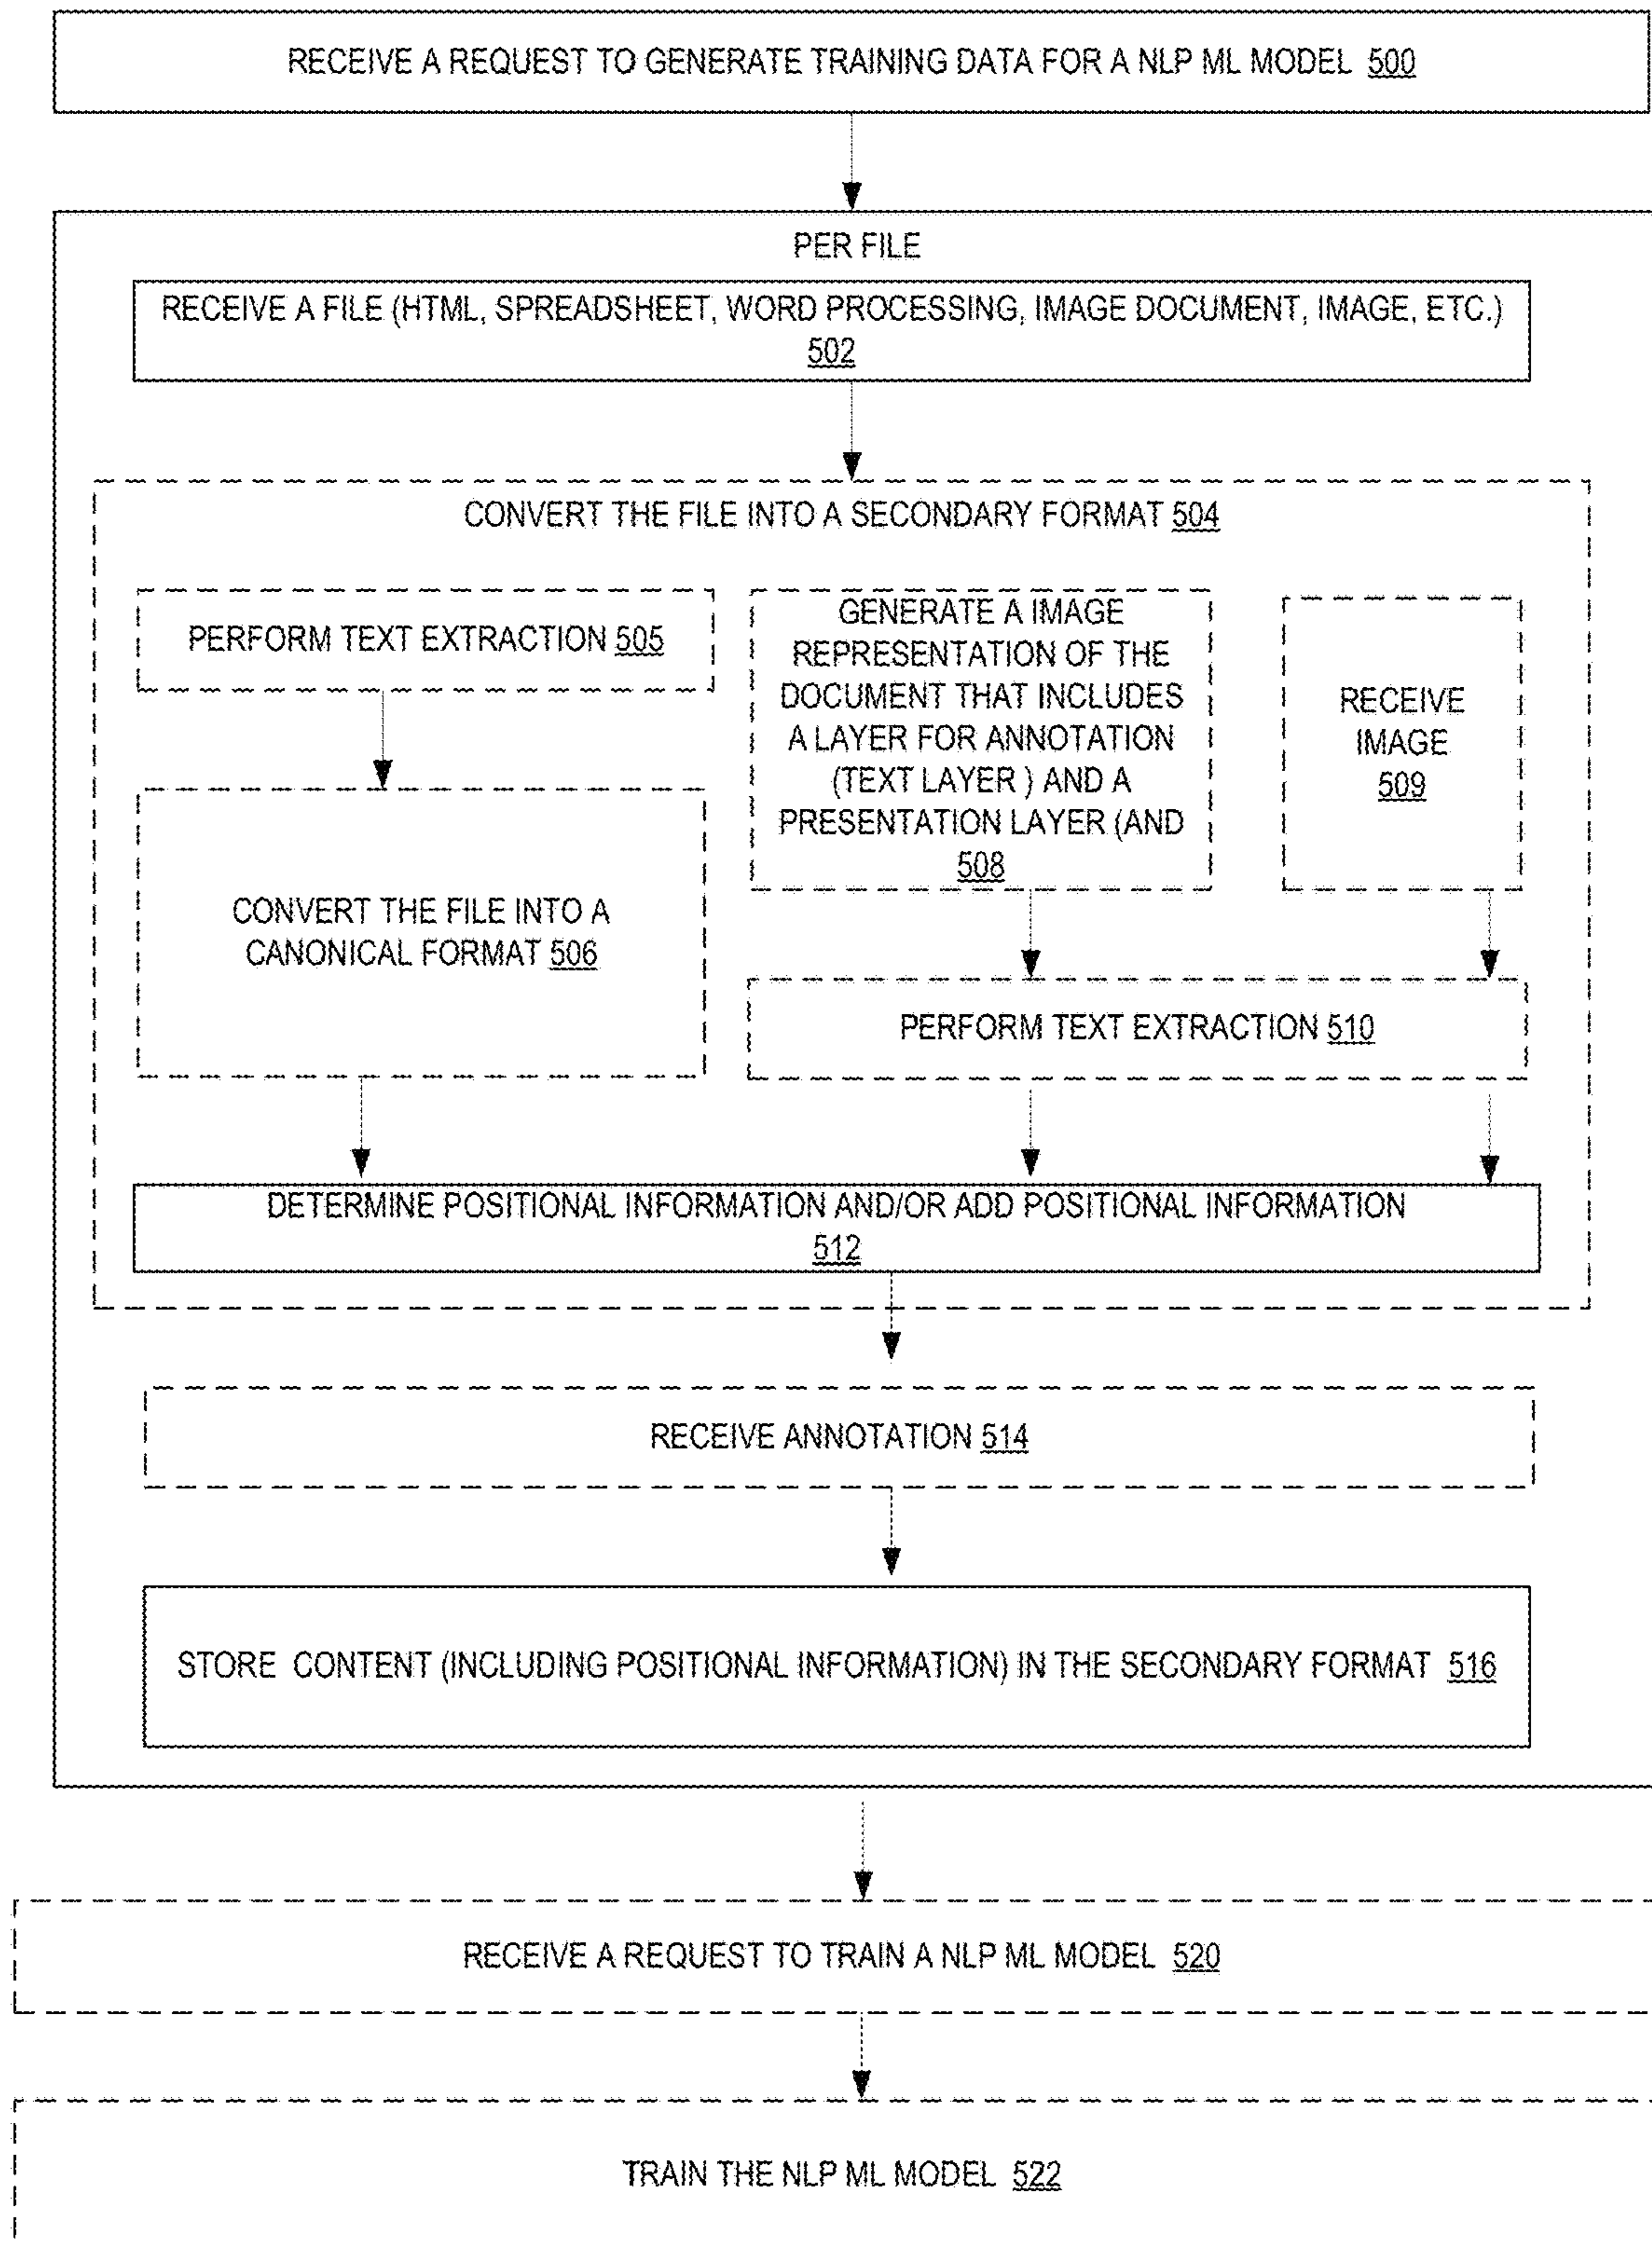 RECEIVE A REQUEST TO GENERATE TRAINING DATA FOR A NLP ML MODEL 500
PER FILE
RECEIVE A FILE (HTML, SPREADSHEET, WORD PROCESSING, IMAGE DOCUMENT, IMAGE, ETC.)
502
CONVERT THE FILE INTO A SECONDARY FORMAT 504
PERFORM TEXT EXTRACTION 505
CONVERT THE FILE INTO A
CANONICAL FORMAT 506
GENERATE A IMAGE
REPRESENTATION OF THE
DOCUMENT THAT INCLUDES
A LAYER FOR ANNOTATION
(TEXT LAYER ) AND A
PRESENTATION LAYER (AND
508
RECEIVE
IMAGE
509
PERFORM TEXT EXTRACTION 510
DETERMINE POSITIONAL INFORMATION AND/OR ADD POSITIONAL INFORMATION
512
RECEIVE ANNOTATION 514
STORE CONTENT (INCLUDING POSITIONAL INFORMATION) IN THE SECONDARY FORMAT 516
RECEIVE A REQUEST TO TRAIN A NLP ML MODEL 520
TRAIN THE NLP ML MODEL 522